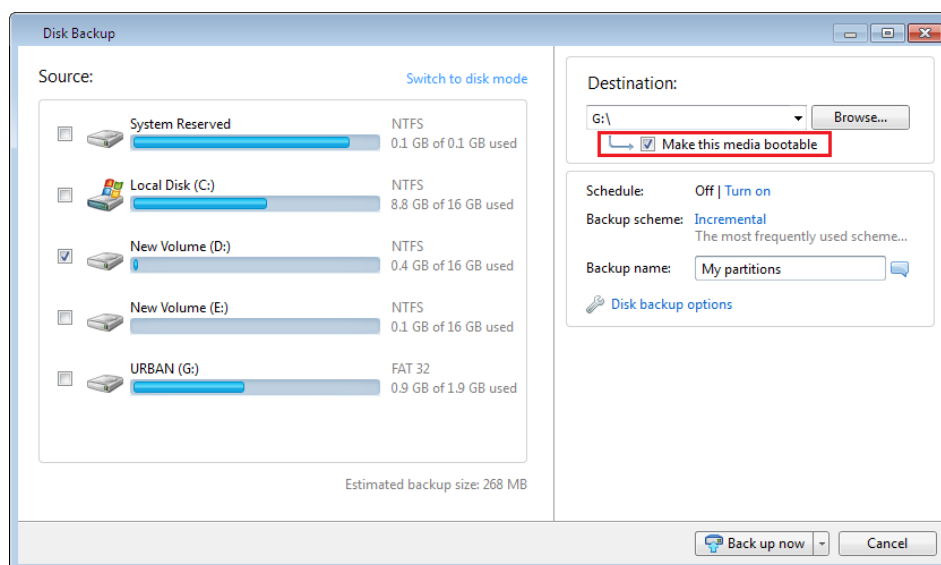 Disk Backup
Source:
Switch to disk mode
System Reserved
NTFS
0.1 GB of 0.1 GB used
Local Disk (C:)
NTFS
8.8 GB of 16 GB used
New Volume (D:)
NTFS
0.4 GB of 16 GB used
New Volume (E:)
NTFS
0.1 GB of 16 GB used
URBAN (G:)
FAT 32
0.9 GB of 1.9 GB used
Estimated backup size: 268 MB
Destination:
G:\
Browse...
Make this media bootable
Schedule: Off | Turn on
Backup scheme: Incremental
The most frequently used scheme...
Backup name: My partitions
Disk backup options
Back up now
Cancel